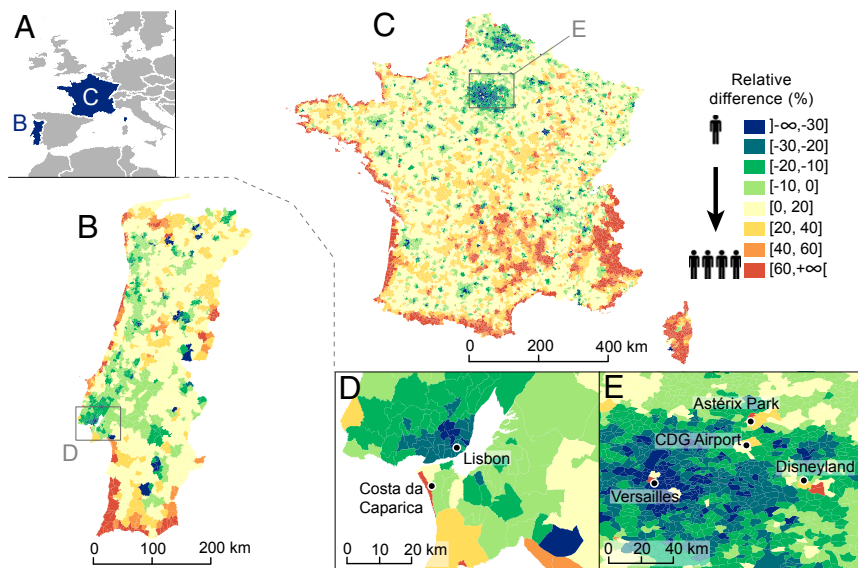 A
B
C
C
E
Relative
difference (%)
]-∞,-30]
[-30,-20]
[-20,-10]
[-10, 0]
[0, 20]
[20, 40]
[40, 60]
[60,+∞[
0 200 400 km
B
D
0 100 200 km
D
Lisbon
Costa da
Caparica
0 10 20 km
E
Astérix Park
CDG Airport
Disneyland
Versailles
0 20 40 km